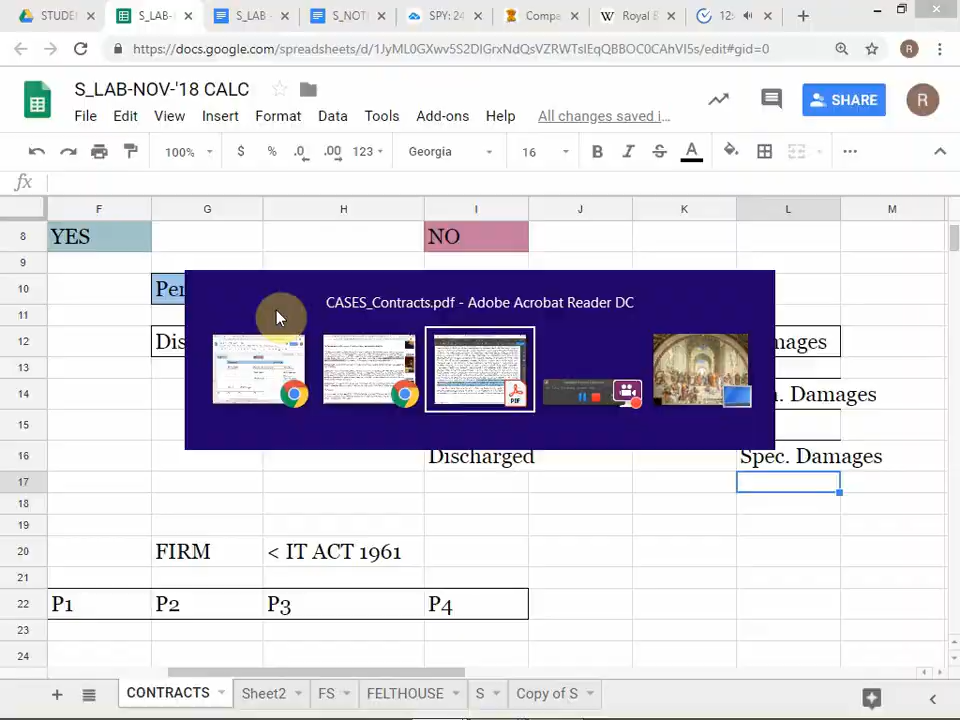 STUDEN
S_LAB-
S_LAB -
S_NOTI
SPY: 24
Compa
Royal B
12:
https://docs.google.com/spreadsheets/d/1JyML0GXwv5S2DIGrxNdQsVZRWTsIEqQBBOC0CAhVI5s/edit#gid=0
R
S_LAB-NOV-'18 CALC
SHARE
R
File Edit View Insert Format Data Tools Add-ons Help All changes saved i...
100% $ % .0 .00 123 Georgia 16 B I S A
fx
F G H I J K L M
8 YES NO
9
10 Per
11
12 Dis mages
13
14 . Damages
15
16 Discharged Spec. Damages
17
18
19
20 FIRM < IT ACT 1961
21
22 P1 P2 P3 P4
23
24
CASES_Contracts.pdf - Adobe Acrobat Reader DC
PDF
CONTRACTS Sheet2 FS FELTHOUSE S Copy of S